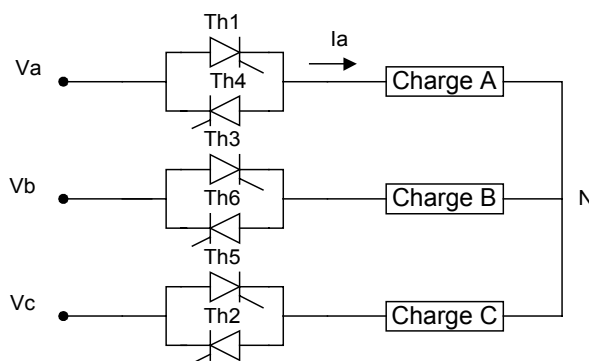 Th1
Va
Ia
Charge A
Th4
Th3
Vb
Charge B
N
Th6
Th5
Vc
Charge C
Th2